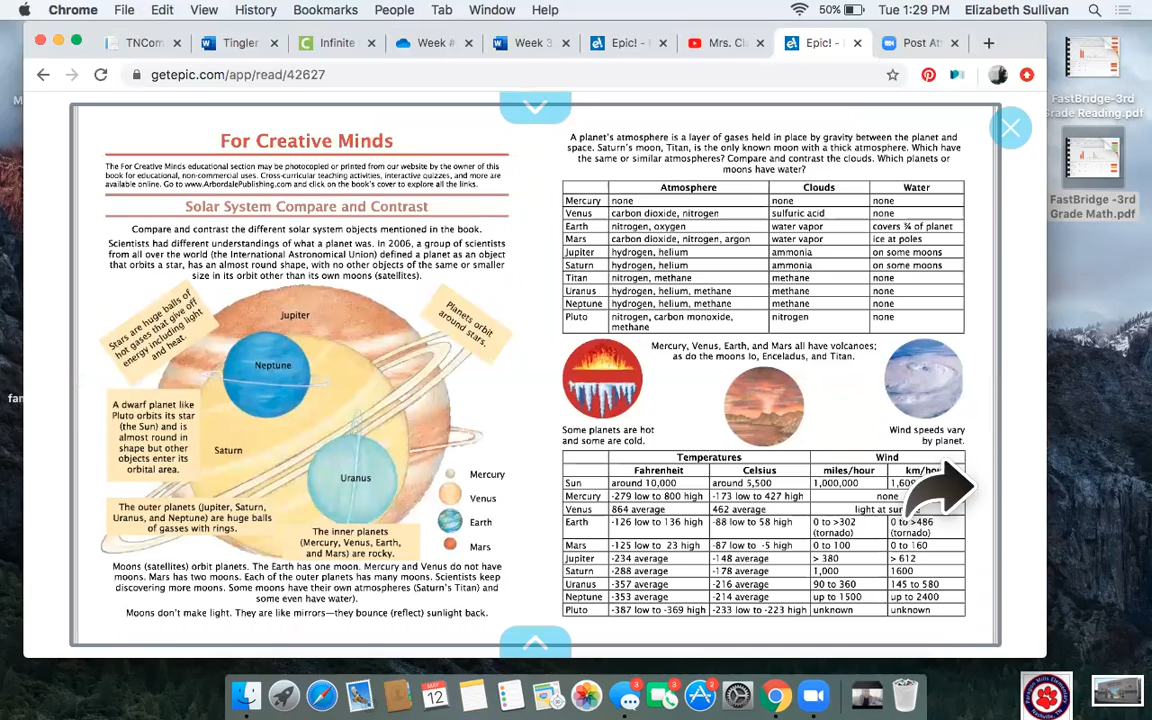 Chrome File Edit View History Bookmarks People Tab Window Help 50% Tue 1:29 PM Elizabeth Sullivan
TNCom Tingler Infinite Week # Week 3 Epic! - Mrs. Cl Epic! - Post At
getepic.com/app/read/42627
FastBridge-3rd
Grade Reading.pdf
FastBridge -3rd
Grade Math.pdf
For Creative Minds
The For Creative Minds educational section may be photocopied or printed from our website by the owner of this
book for educational, non-commercial uses. Cross-curricular teaching activities, interactive quizzes, and more are
available online. Go to www.ArbordalePublishing.com and click on the book's cover to explore all the links.
Solar System Compare and Contrast
Compare and contrast the different solar system objects mentioned in the book.
Scientists had different understandings of what a planet was. In 2006, a group of scientists
from all over the world (the International Astronomical Union) defined a planet as an object
that orbits a star, has an almost round shape, with no other objects of the same or smaller
size in its orbit other than its own moons (satellites).
Stars are huge balls of
hot gases that give off
energy including light
and heat.
Jupiter
Planets orbit
around stars.
Neptune
A dwarf planet like
Pluto orbits its star
(the Sun) and is
almost round in
shape but other
objects enter its
orbital area.
Saturn
Uranus
Mercury
Venus
Earth
Mars
The outer planets (Jupiter, Saturn,
Uranus, and Neptune) are huge balls
of gasses with rings.
The inner planets
(Mercury, Venus, Earth,
and Mars) are rocky.
Moons (satellites) orbit planets. The Earth has one moon. Mercury and Venus do not have
moons. Mars has two moons. Each of the outer planets has many moons. Scientists keep
discovering more moons. Some moons have their own atmospheres (Saturn's Titan) and
some even have water).
Moons don't make light. They are like mirrors—they bounce (reflect) sunlight back.
A planet's atmosphere is a layer of gases held in place by gravity between the planet and
space. Saturn's moon, Titan, is the only known moon with a thick atmosphere. Which have
the same or similar atmospheres? Compare and contrast the clouds. Which planets or
moons have water?
Atmosphere Clouds Water
Mercury none none none
Venus carbon dioxide, nitrogen sulfuric acid none
Earth nitrogen, oxygen water vapor covers ¾ of planet
Mars carbon dioxide, nitrogen, argon water vapor ice at poles
Jupiter hydrogen, helium ammonia on some moons
Saturn hydrogen, helium ammonia on some moons
Titan nitrogen, methane methane none
Uranus hydrogen, helium, methane methane none
Neptune hydrogen, helium, methane methane none
Pluto nitrogen, carbon monoxide, nitrogen none
methane
Mercury, Venus, Earth, and Mars all have volcanoes;
as do the moons Io, Enceladus, and Titan.
Some planets are hot
and some are cold.
Wind speeds vary
by planet.
Temperatures Wind
Fahrenheit Celsius miles/hour km/hou
Sun around 10,000 around 5,500 1,000,000 1,60
Mercury -279 low to 800 high -173 low to 427 high none
Venus 864 average 462 average light at su
Earth -126 low to 136 high -88 low to 58 high 0 to >302 0 to >486
(tornado) (tornado)
Mars -125 low to 23 high -87 low to -5 high 0 to 100 0 to 160
Jupiter -234 average -148 average > 380 > 612
Saturn -288 average -178 average 1,000 1600
Uranus -357 average -216 average 90 to 360 145 to 580
Neptune -353 average -214 average up to 1500 up to 2400
Pluto -387 low to -369 high -233 low to -223 high unknown unknown
MAY
12
3 3 2